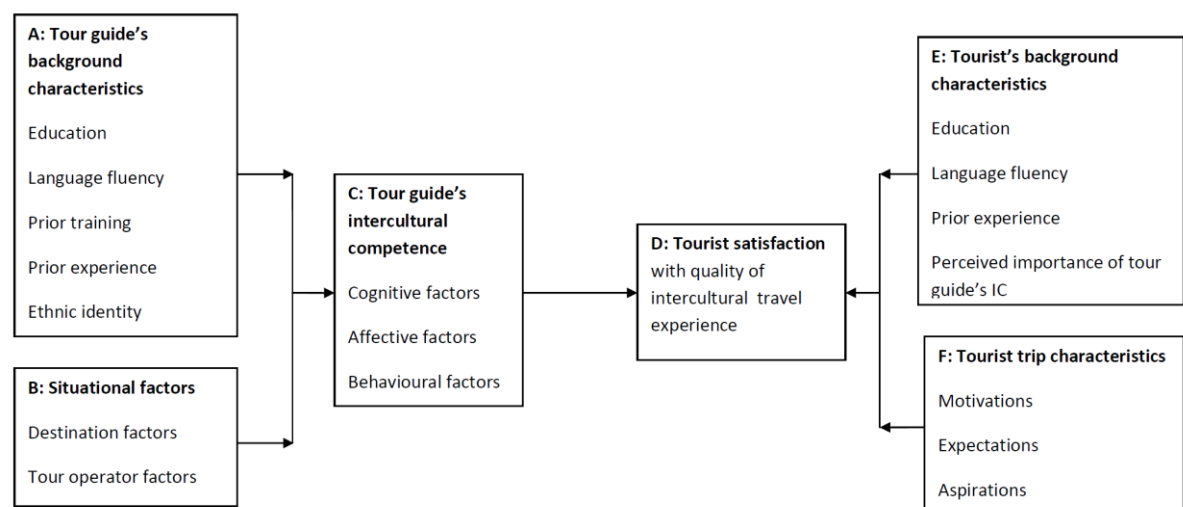 A: Tour guide's
background
characteristics
Education
Language fluency
Prior training
Prior experience
Ethnic identity
B: Situational factors
Destination factors
Tour operator factors
C: Tour guide's
intercultural
competence
Cognitive factors
Affective factors
Behavioural factors
D: Tourist satisfaction
with quality of
intercultural travel
experience
E: Tourist's background
characteristics
Education
Language fluency
Prior experience
Perceived importance of tour
guide's IC
F: Tourist trip characteristics
Motivations
Expectations
Aspirations